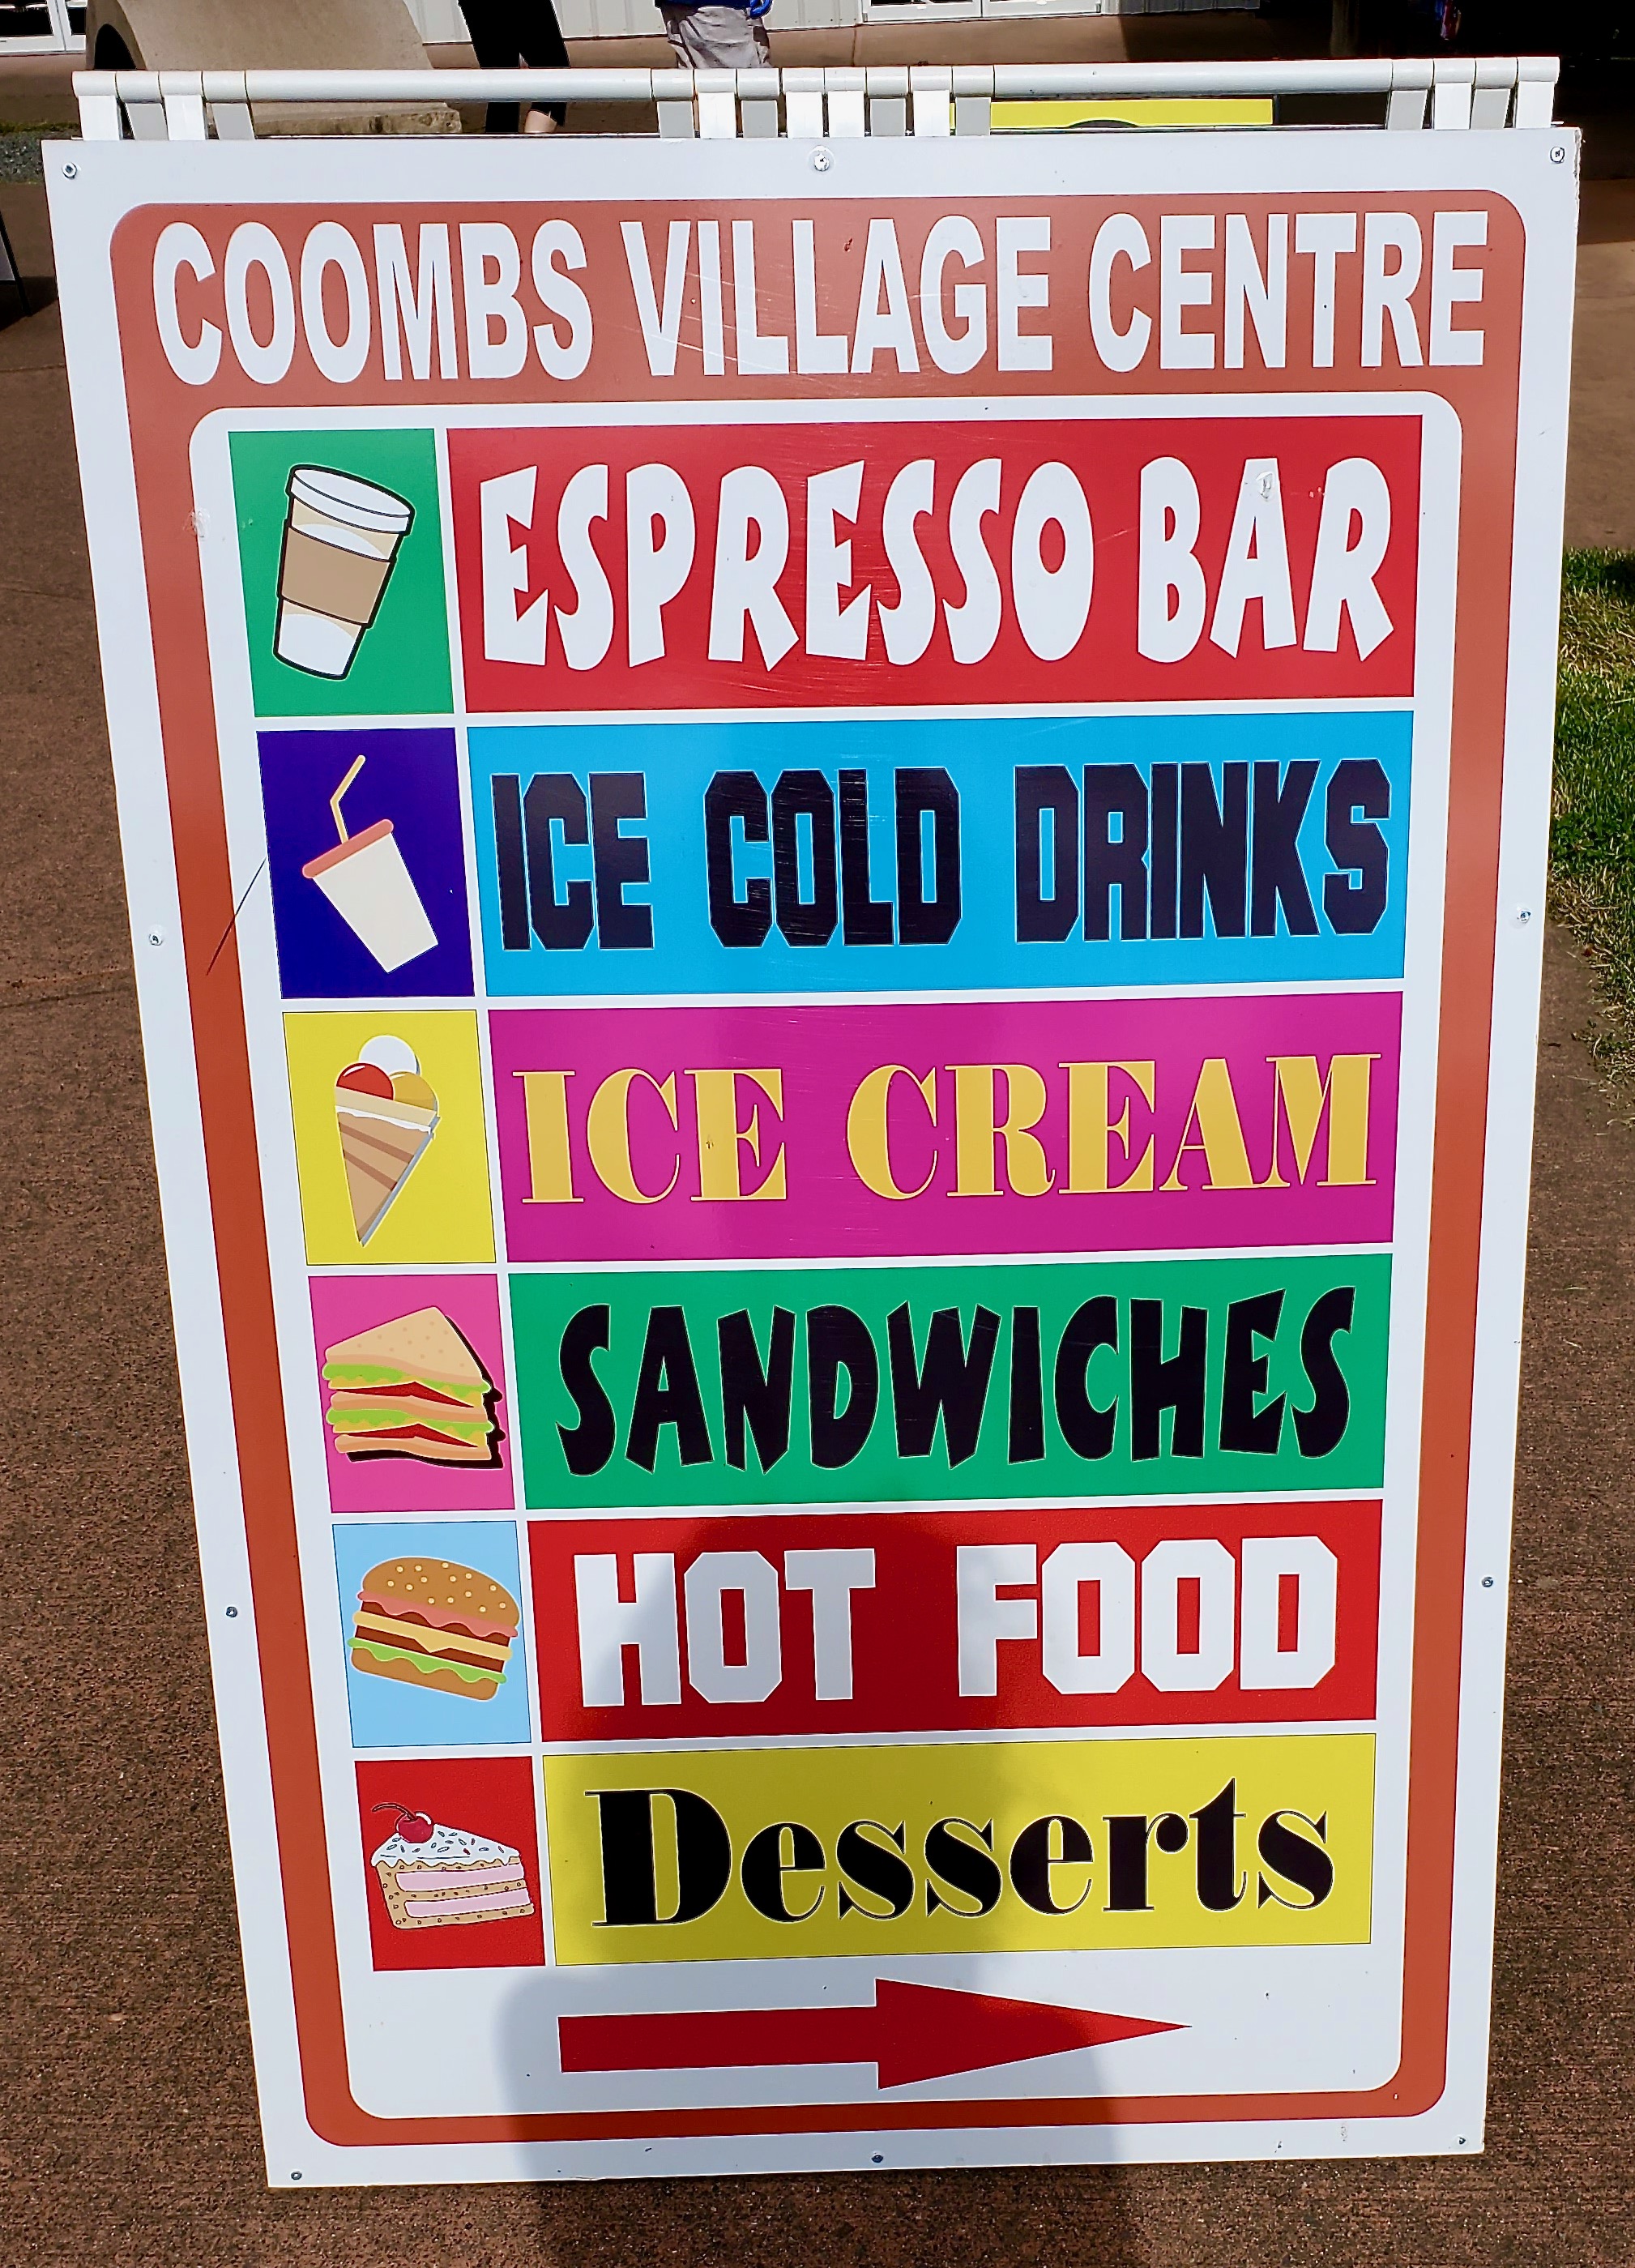 COOMBS VILLAGE CENTRE
ESPRESSO BAR
ICE COLD DRINKS
ICE CREAM
SANDWICHES
HOT FOOD
Desserts